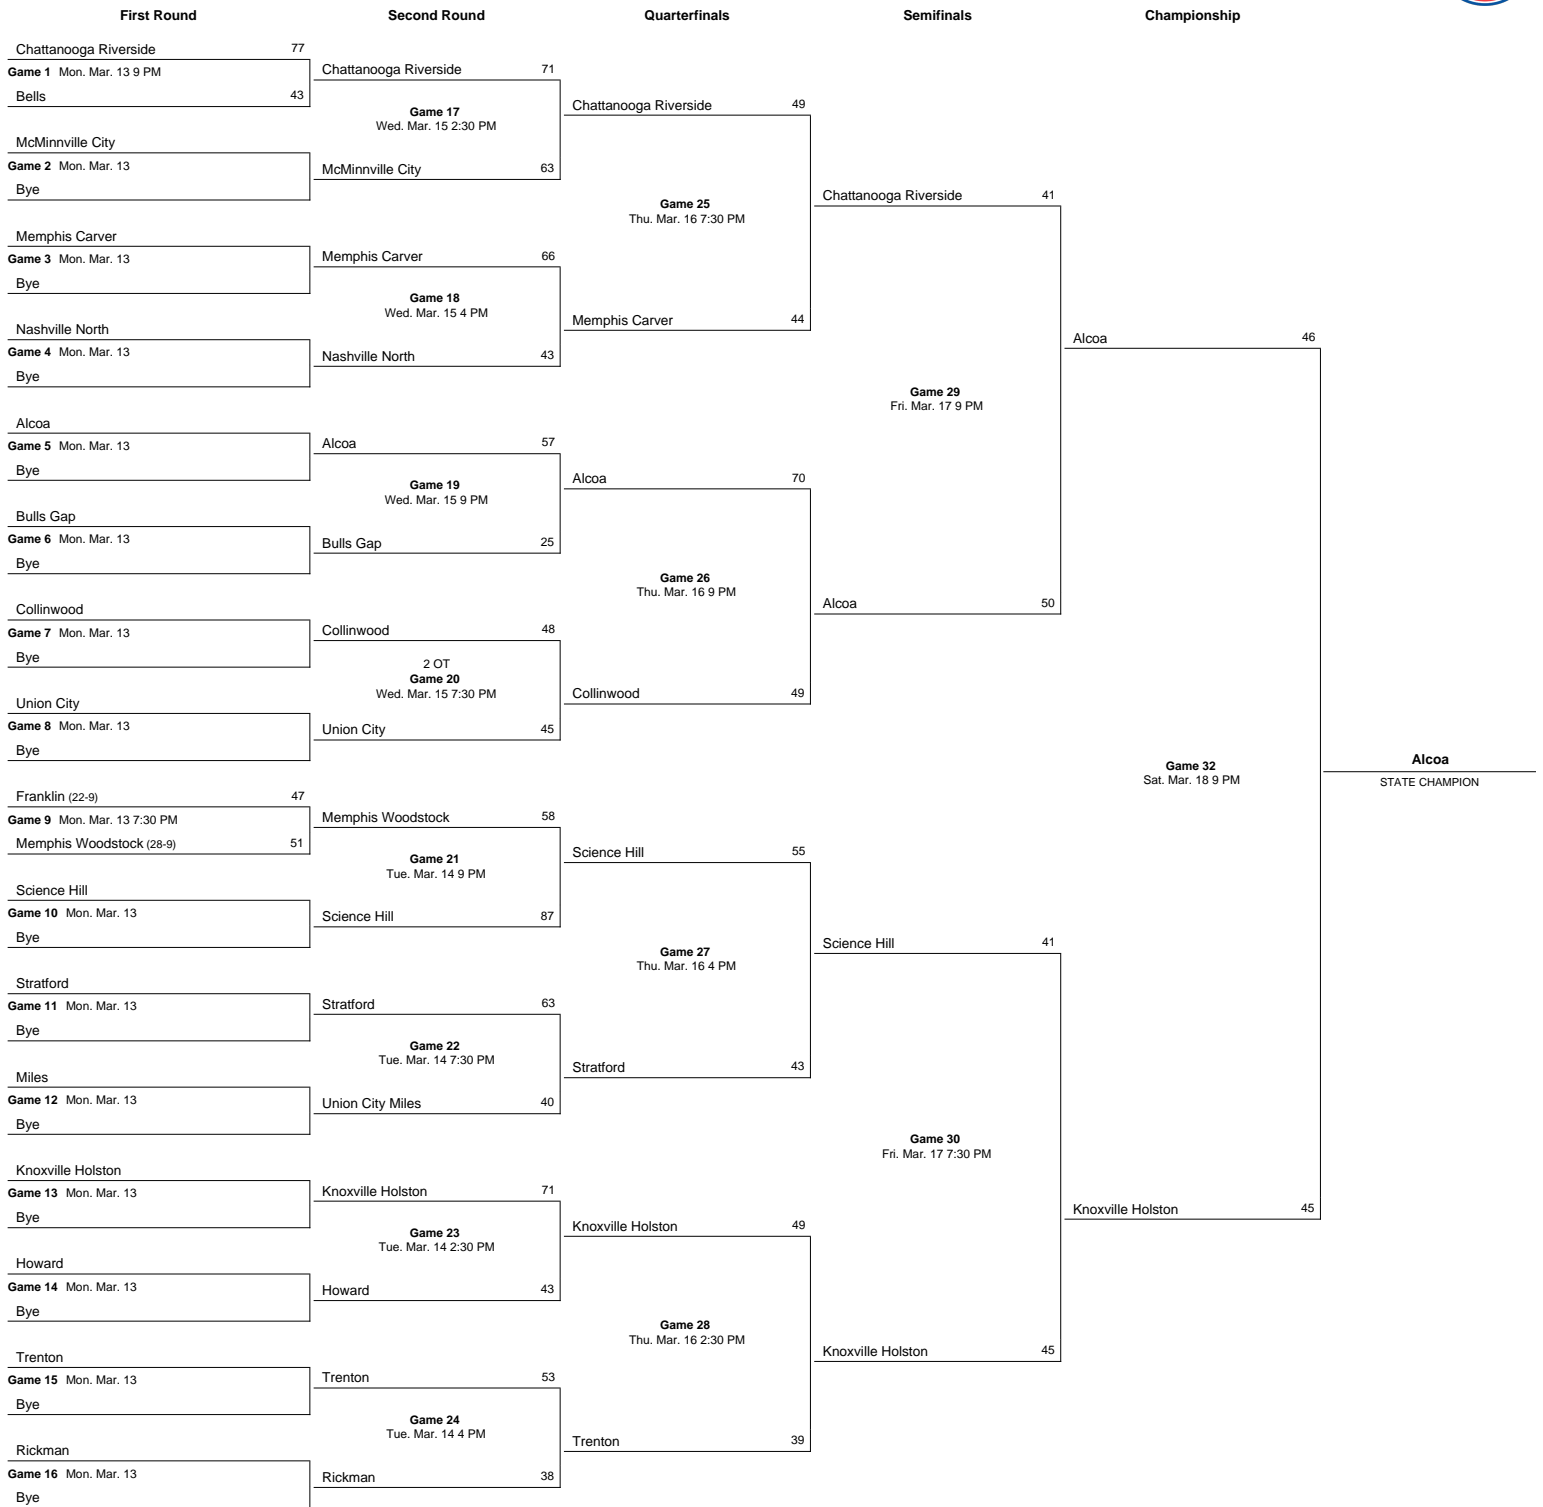 First Round
Second Round
Quarterfinals
Semifinals
Championship
Chattanooga Riverside 77
Game 1 Mon. Mar. 13 9 PM
Bells 43
McMinnville City
Game 2 Mon. Mar. 13
Bye
Memphis Carver
Game 3 Mon. Mar. 13
Bye
Nashville North
Game 4 Mon. Mar. 13
Bye
Alcoa
Game 5 Mon. Mar. 13
Bye
Bulls Gap
Game 6 Mon. Mar. 13
Bye
Collinwood
Game 7 Mon. Mar. 13
Bye
Union City
Game 8 Mon. Mar. 13
Bye
Franklin (22-9) 47
Game 9 Mon. Mar. 13 7:30 PM
Memphis Woodstock (28-9) 51
Science Hill
Game 10 Mon. Mar. 13
Bye
Stratford
Game 11 Mon. Mar. 13
Bye
Miles
Game 12 Mon. Mar. 13
Bye
Knoxville Holston
Game 13 Mon. Mar. 13
Bye
Howard
Game 14 Mon. Mar. 13
Bye
Trenton
Game 15 Mon. Mar. 13
Bye
Rickman
Game 16 Mon. Mar. 13
Bye
Chattanooga Riverside 71
Game 17
Wed. Mar. 15 2:30 PM
McMinnville City 63
Memphis Carver 66
Game 18
Wed. Mar. 15 4 PM
Nashville North 43
Alcoa 57
Game 19
Wed. Mar. 15 9 PM
Bulls Gap 25
Collinwood 48
2 OT
Game 20
Wed. Mar. 15 7:30 PM
Union City 45
Memphis Woodstock 58
Game 21
Tue. Mar. 14 9 PM
Science Hill 87
Stratford 63
Game 22
Tue. Mar. 14 7:30 PM
Union City Miles 40
Knoxville Holston 71
Game 23
Tue. Mar. 14 2:30 PM
Howard 43
Trenton 53
Game 24
Tue. Mar. 14 4 PM
Rickman 38
Chattanooga Riverside 49
Game 25
Thu. Mar. 16 7:30 PM
Memphis Carver 44
Alcoa 70
Game 26
Thu. Mar. 16 9 PM
Collinwood 49
Science Hill 55
Game 27
Thu. Mar. 16 4 PM
Stratford 43
Knoxville Holston 49
Game 28
Thu. Mar. 16 2:30 PM
Trenton 39
Chattanooga Riverside 41
Game 29
Fri. Mar. 17 9 PM
Alcoa 50
Science Hill 41
Game 30
Fri. Mar. 17 7:30 PM
Knoxville Holston 45
Alcoa 46
Game 32
Sat. Mar. 18 9 PM
Knoxville Holston 45
Alcoa
STATE CHAMPION